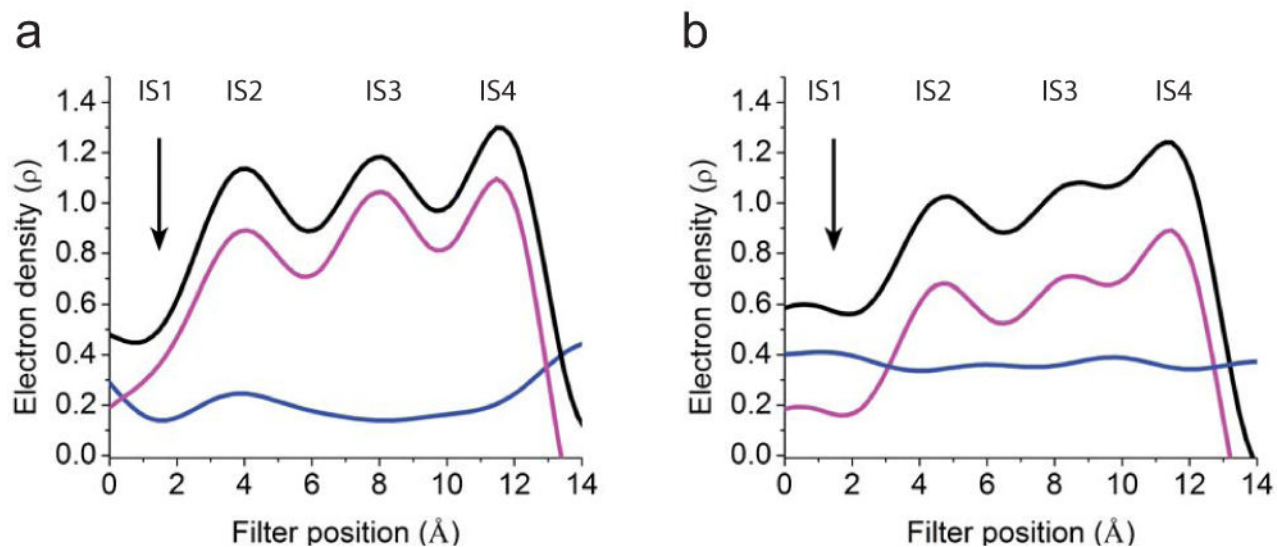 a
IS1 IS2 IS3 IS4
Electron density (ρ)
1.4
1.2
1.0
0.8
0.6
0.4
0.2
0.0
0 2 4 6 8 10 12 14
Filter position (Å)
b
IS1 IS2 IS3 IS4
Electron density (ρ)
1.4
1.2
1.0
0.8
0.6
0.4
0.2
0.0
0 2 4 6 8 10 12 14
Filter position (Å)